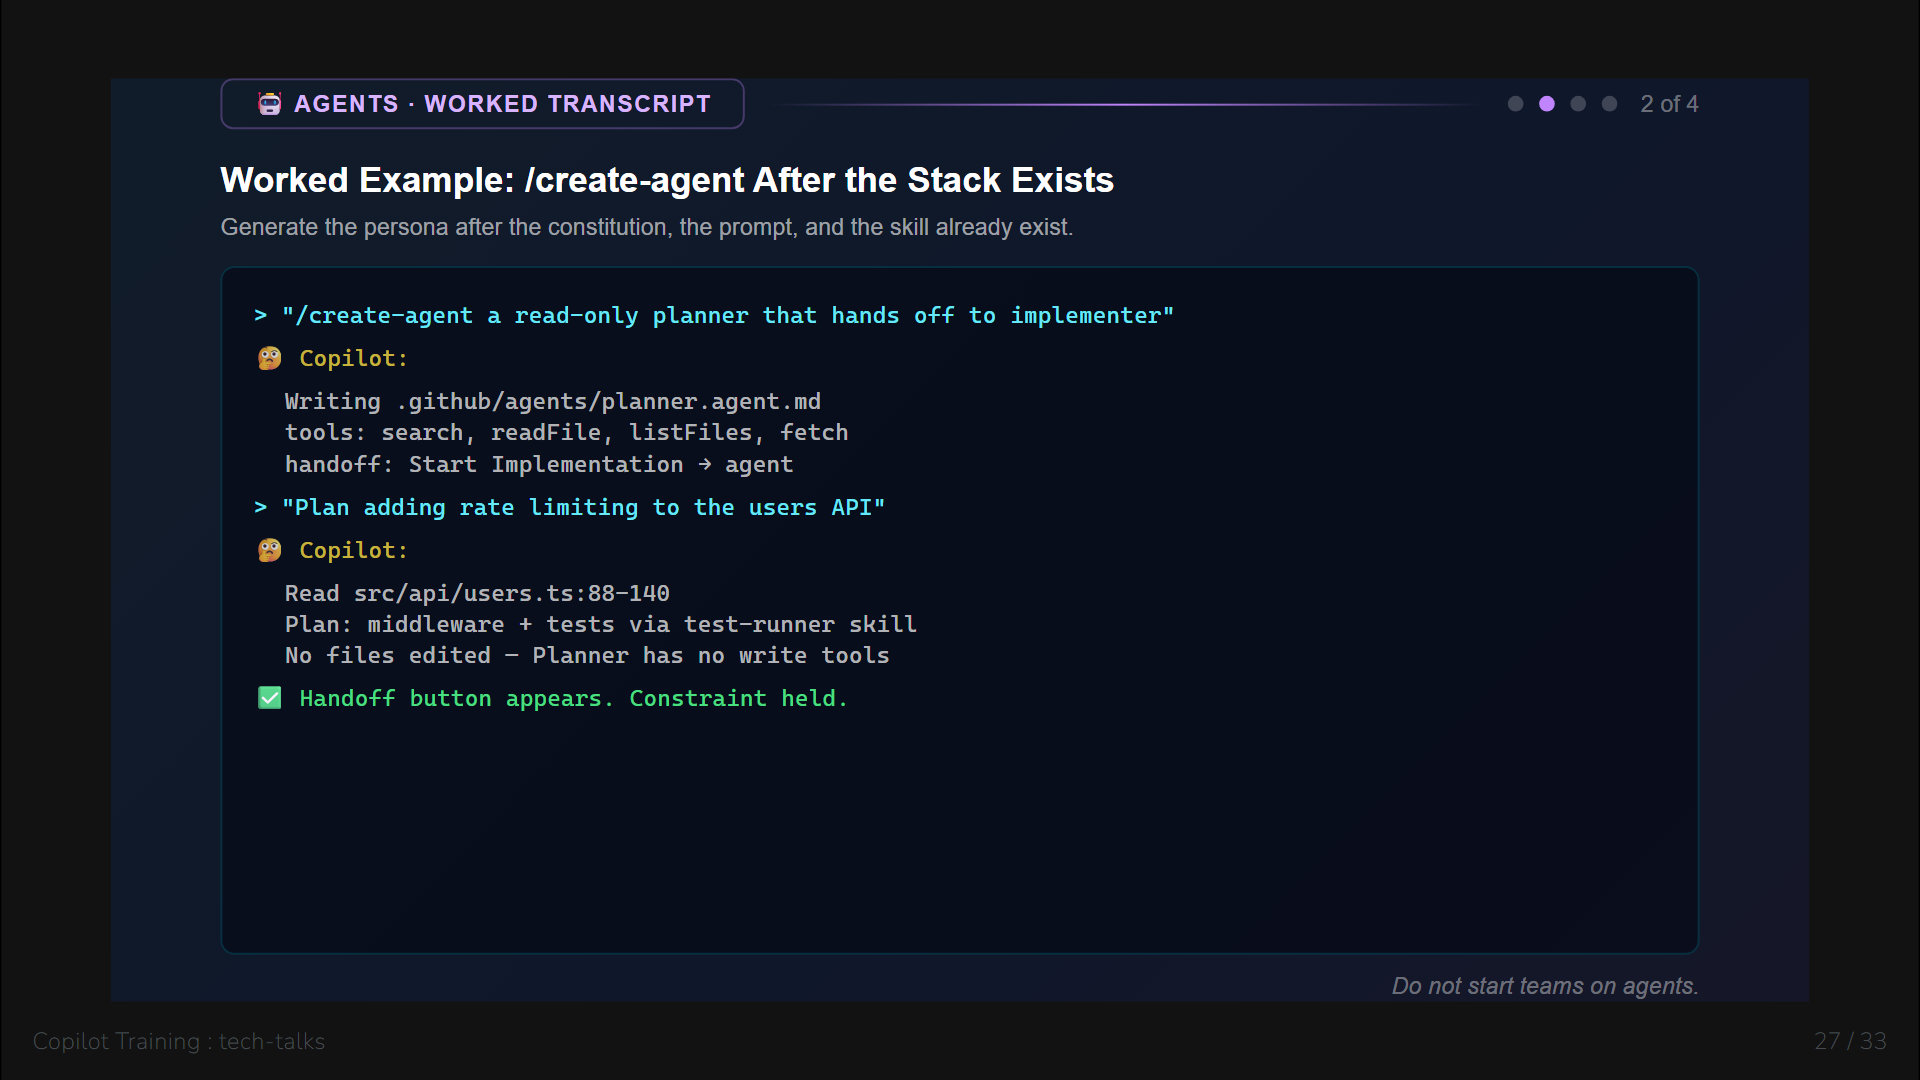 AGENTS · WORKED TRANSCRIPT
2 of 4
Worked Example: /create-agent After the Stack Exists
Generate the persona after the constitution, the prompt, and the skill already exist.
> "/create-agent a read-only planner that hands off to implementer"
Copilot:
Writing .github/agents/planner.agent.md
tools: search, readFile, listFiles, fetch
handoff: Start Implementation → agent
> "Plan adding rate limiting to the users API"
Copilot:
Read src/api/users.ts:88-140
Plan: middleware + tests via test-runner skill
No files edited — Planner has no write tools
✅ Handoff button appears. Constraint held.
Do not start teams on agents.
Copilot Training : tech-talks
27 / 33